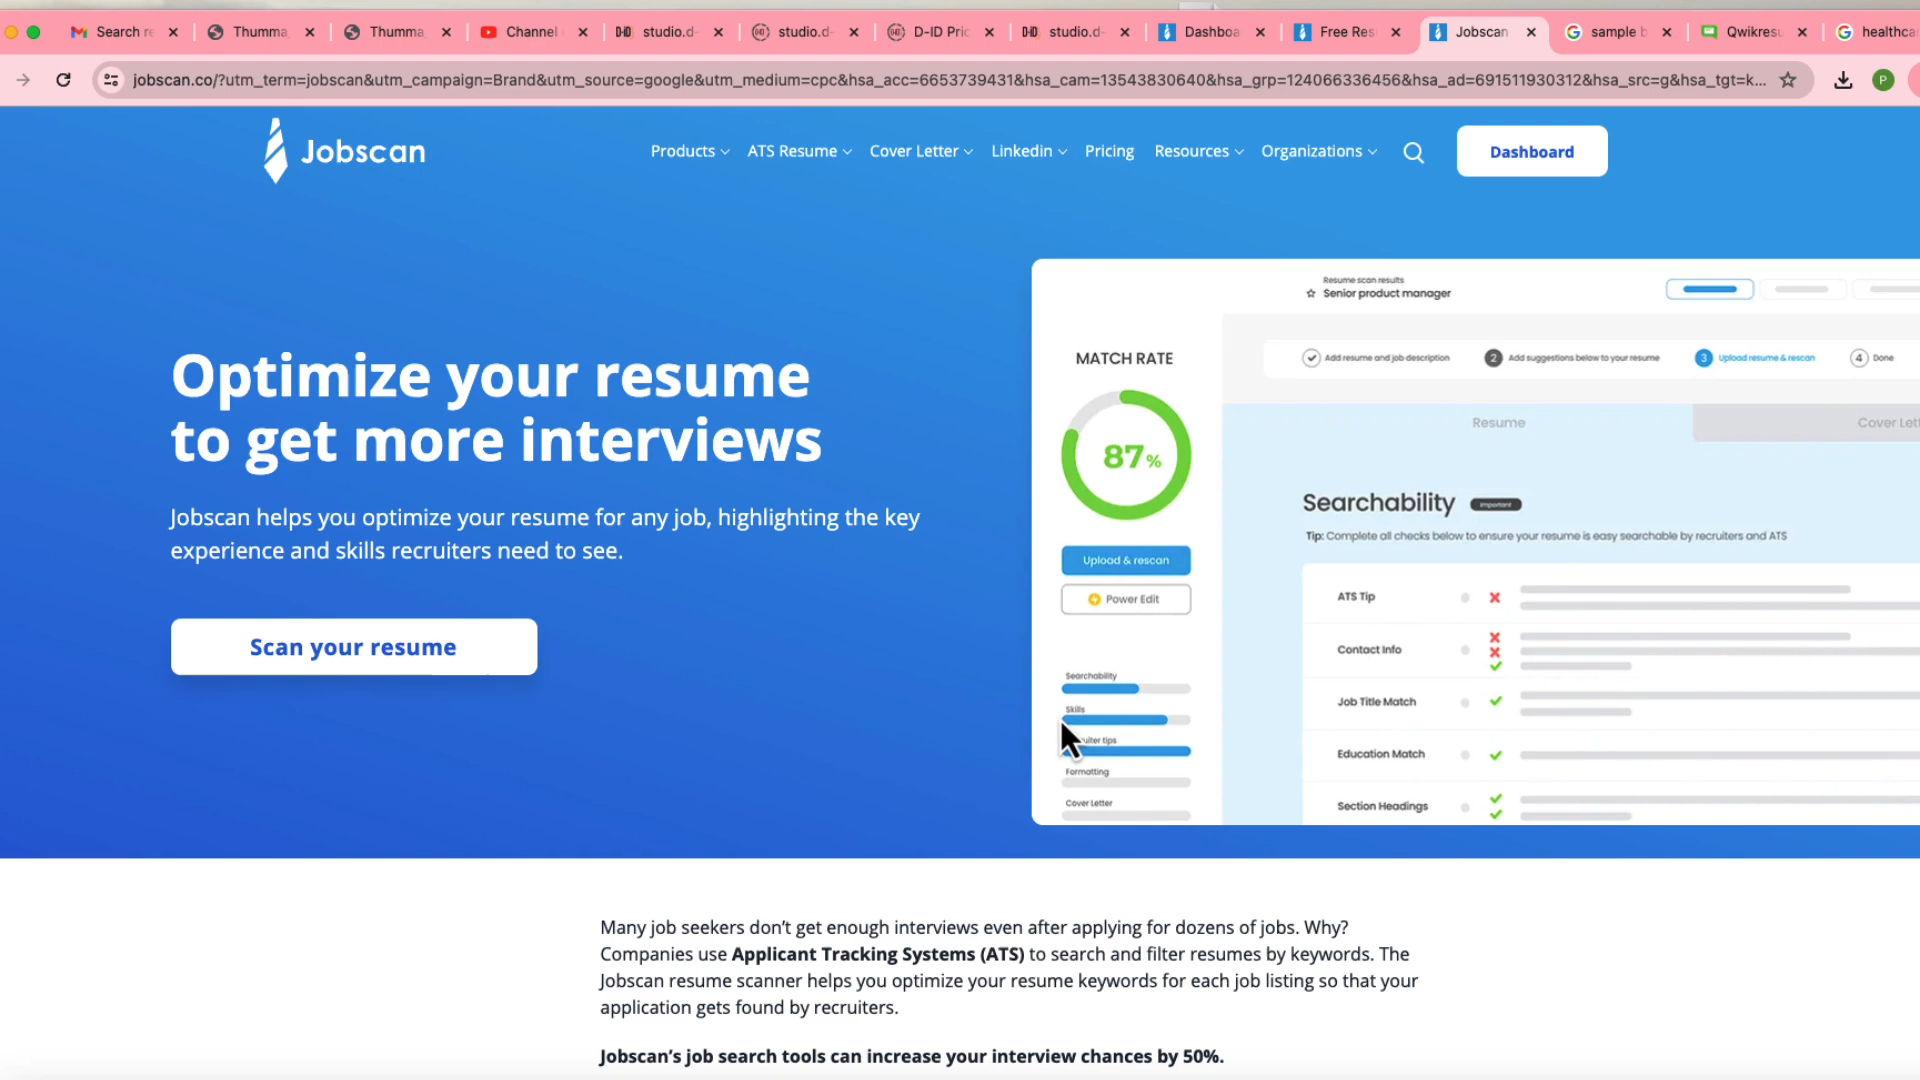 Search re
Thumma
Thumma
Channel
D-ID studio.d-
studio.d-
D-ID Pric
D-ID studio.d-
Dashboa
Free Res
Jobscan
sample b
Qwikresu
healthca
jobscan.co/?utm_term=jobscan&utm_campaign=Brand&utm_source=google&utm_medium=cpc&hsa_acc=6653739431&hsa_cam=13543830640&hsa_grp=124066336456&hsa_ad=691511930312&hsa_src=g&hsa_tgt=k...
P
Jobscan
Products
ATS Resume
Cover Letter
Linkedin
Pricing
Resources
Organizations
Dashboard
Optimize your resume
to get more interviews
Jobscan helps you optimize your resume for any job, highlighting the key
experience and skills recruiters need to see.
Scan your resume
Resume scan results
Senior product manager
MATCH RATE
87%
Upload & rescan
Power Edit
Searchability
Skills
uiter tips
Formatting
Cover Letter
Add resume and job description
2 Add suggestions below to your resume
3 Upload resume & rescan
4 Done
Resume
Cover Lett
Searchability Important
Tip: Complete all checks below to ensure your resume is easy searchable by recruiters and ATS
ATS Tip
Contact Info
Job Title Match
Education Match
Section Headings
Many job seekers don’t get enough interviews even after applying for dozens of jobs. Why?
Companies use Applicant Tracking Systems (ATS) to search and filter resumes by keywords. The
Jobscan resume scanner helps you optimize your resume keywords for each job listing so that your
application gets found by recruiters.
Jobscan’s job search tools can increase your interview chances by 50%.